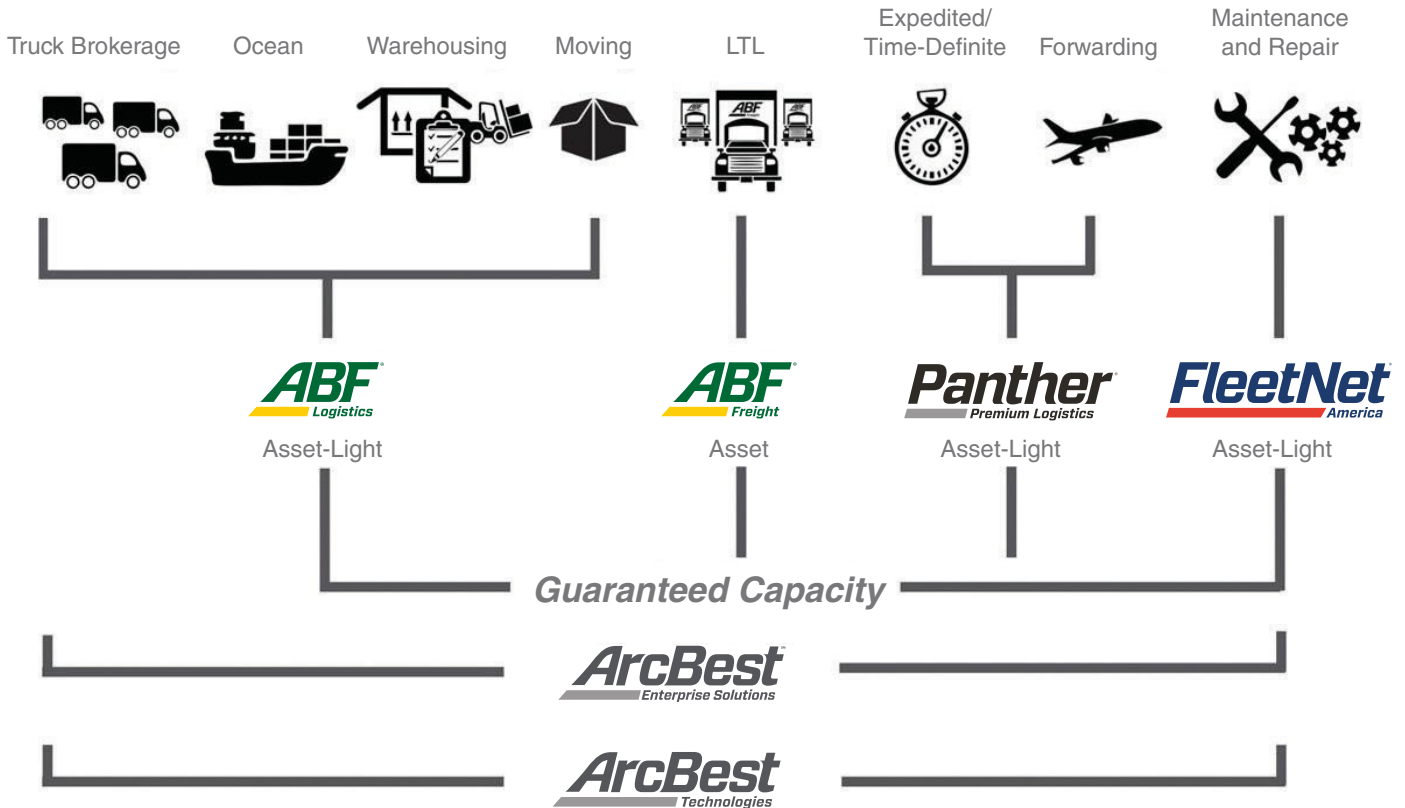 Truck Brokerage
Ocean
Warehousing
Moving
LTL
Expedited/
Time-Definite
Forwarding
Maintenance
and Repair
ABF
ABF
Freight
ABF
ABF®
Logistics
ABF®
Freight
Panther
Premium Logistics
FleetNet
America
Asset-Light
Asset
Asset-Light
Asset-Light
Guaranteed Capacity
ArcBest
Enterprise Solutions
ArcBest
Technologies